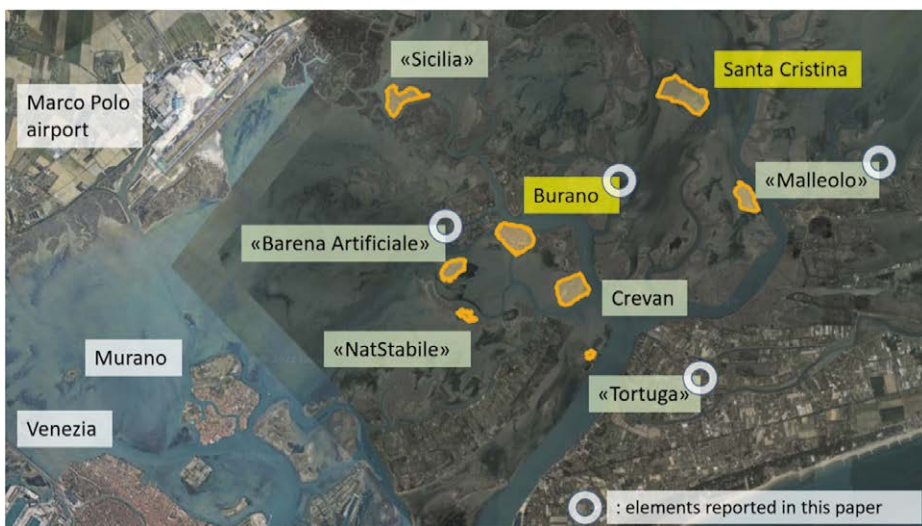 «Sicilia»
Santa Cristina
Marco Polo
airport
«Malleolo»
Burano
«Barena Artificiale»
Crevan
«NatStabile»
Murano
«Tortuga»
Venezia
: elements reported in this paper